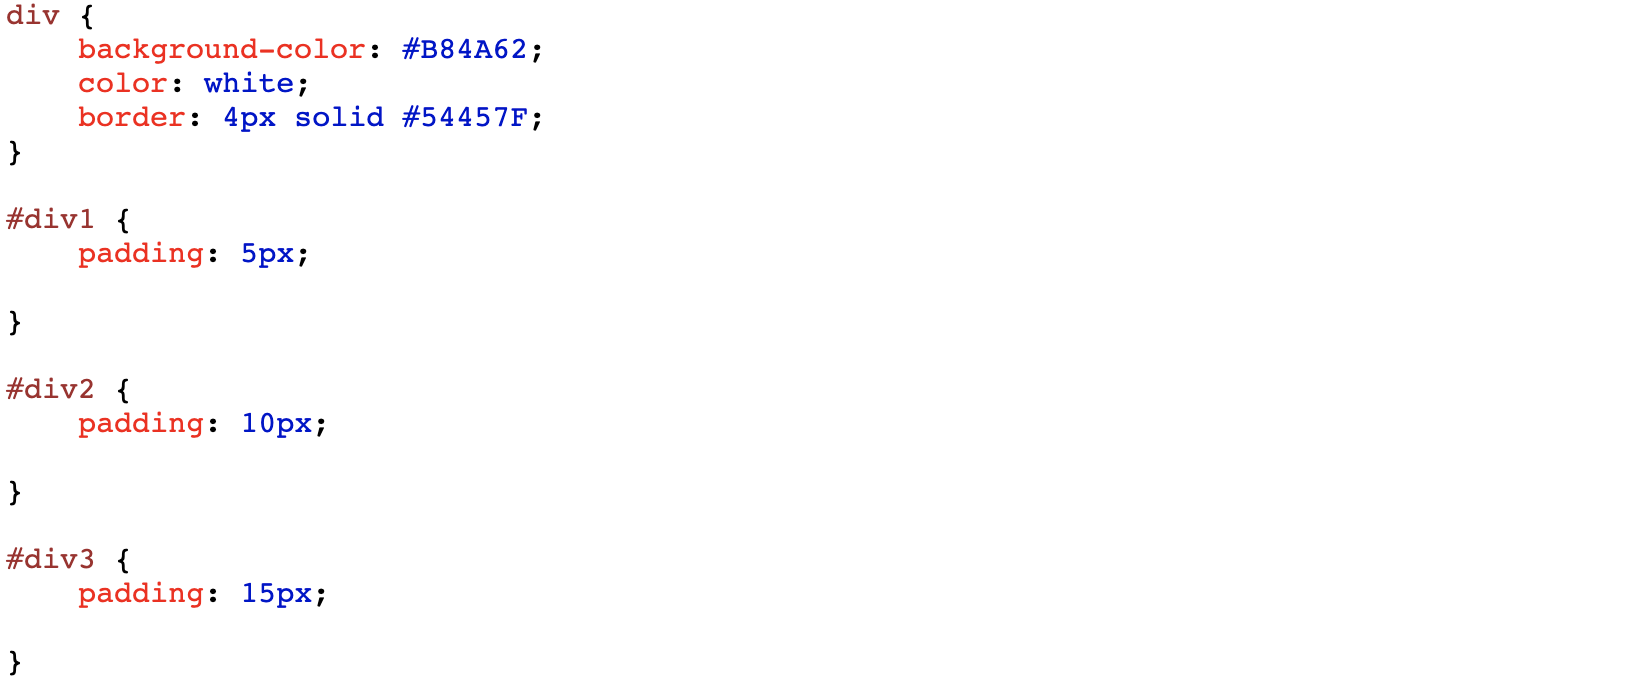 div {
    background-color: #B84A62;
    color: white;
    border: 4px solid #54457F;
}
#div1 {
    padding: 5px;
}
#div2 {
    padding: 10px;
}
#div3 {
    padding: 15px;
}